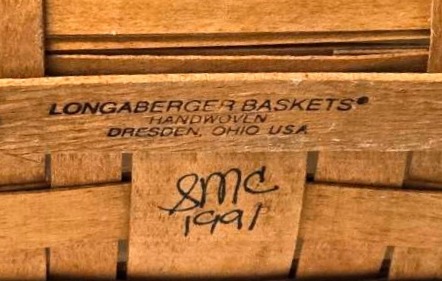 LONGABERGER BASKETS®
HANDWOVEN
DRESDEN, OHIO USA
SMC
1991